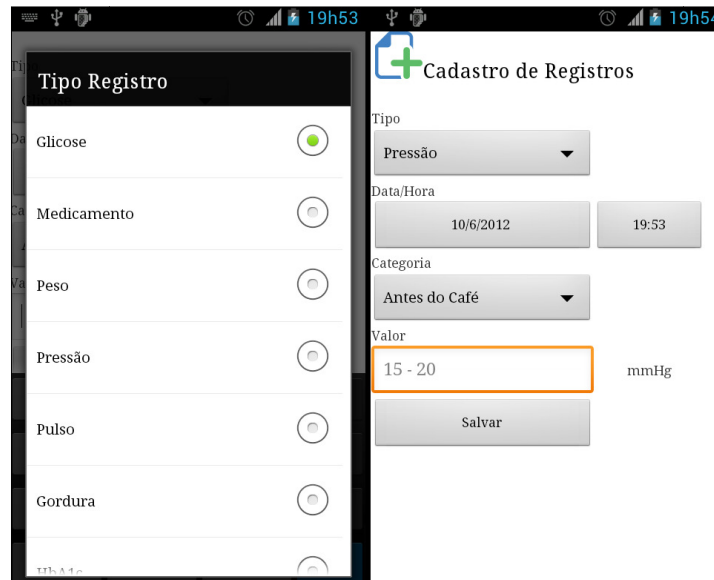 19h53
Tipo Registro
Glicose
Medicamento
Peso
Pressão
Pulso
Gordura
HbA1c
19h54
Cadastro de Registros
Tipo
Pressão
Data/Hora
10/6/2012 19:53
Categoria
Antes do Café
Valor
15 - 20 mmHg
Salvar